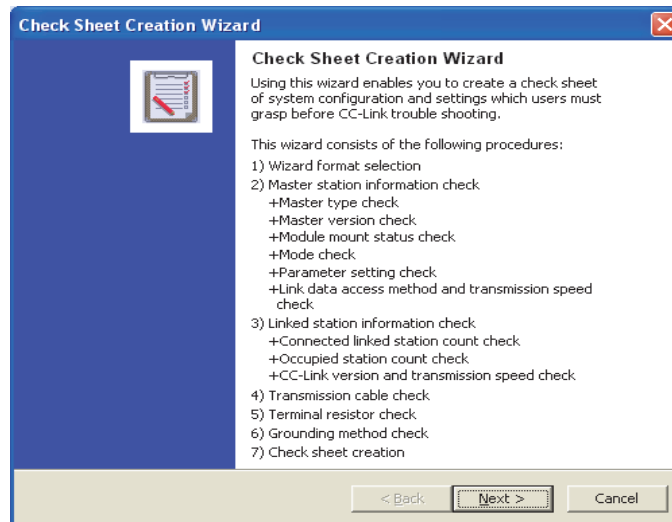 Check Sheet Creation Wizard
Check Sheet Creation Wizard
Using this wizard enables you to create a check sheet
of system configuration and settings which users must
grasp before CC-Link trouble shooting.
This wizard consists of the following procedures:
1) Wizard format selection
2) Master station information check
+Master type check
+Master version check
+Module mount status check
+Mode check
+Parameter setting check
+Link data access method and transmission speed
check
3) Linked station information check
+Connected linked station count check
+Occupied station count check
+CC-Link version and transmission speed check
4) Transmission cable check
5) Terminal resistor check
6) Grounding method check
7) Check sheet creation
< Back Next > Cancel